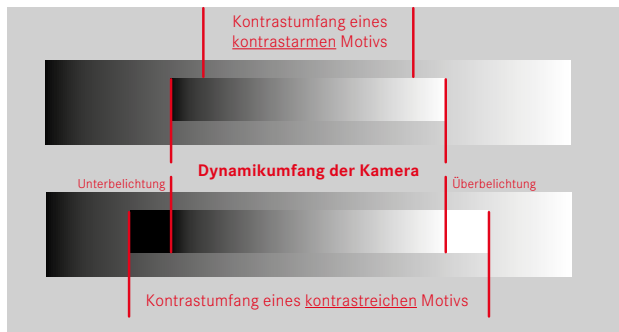 Kontrastumfang eines
kontrastarmen Motivs
Dynamikumfang der Kamera
Unterbelichtung
Überbelichtung
Kontrastumfang eines kontrastreichen Motivs